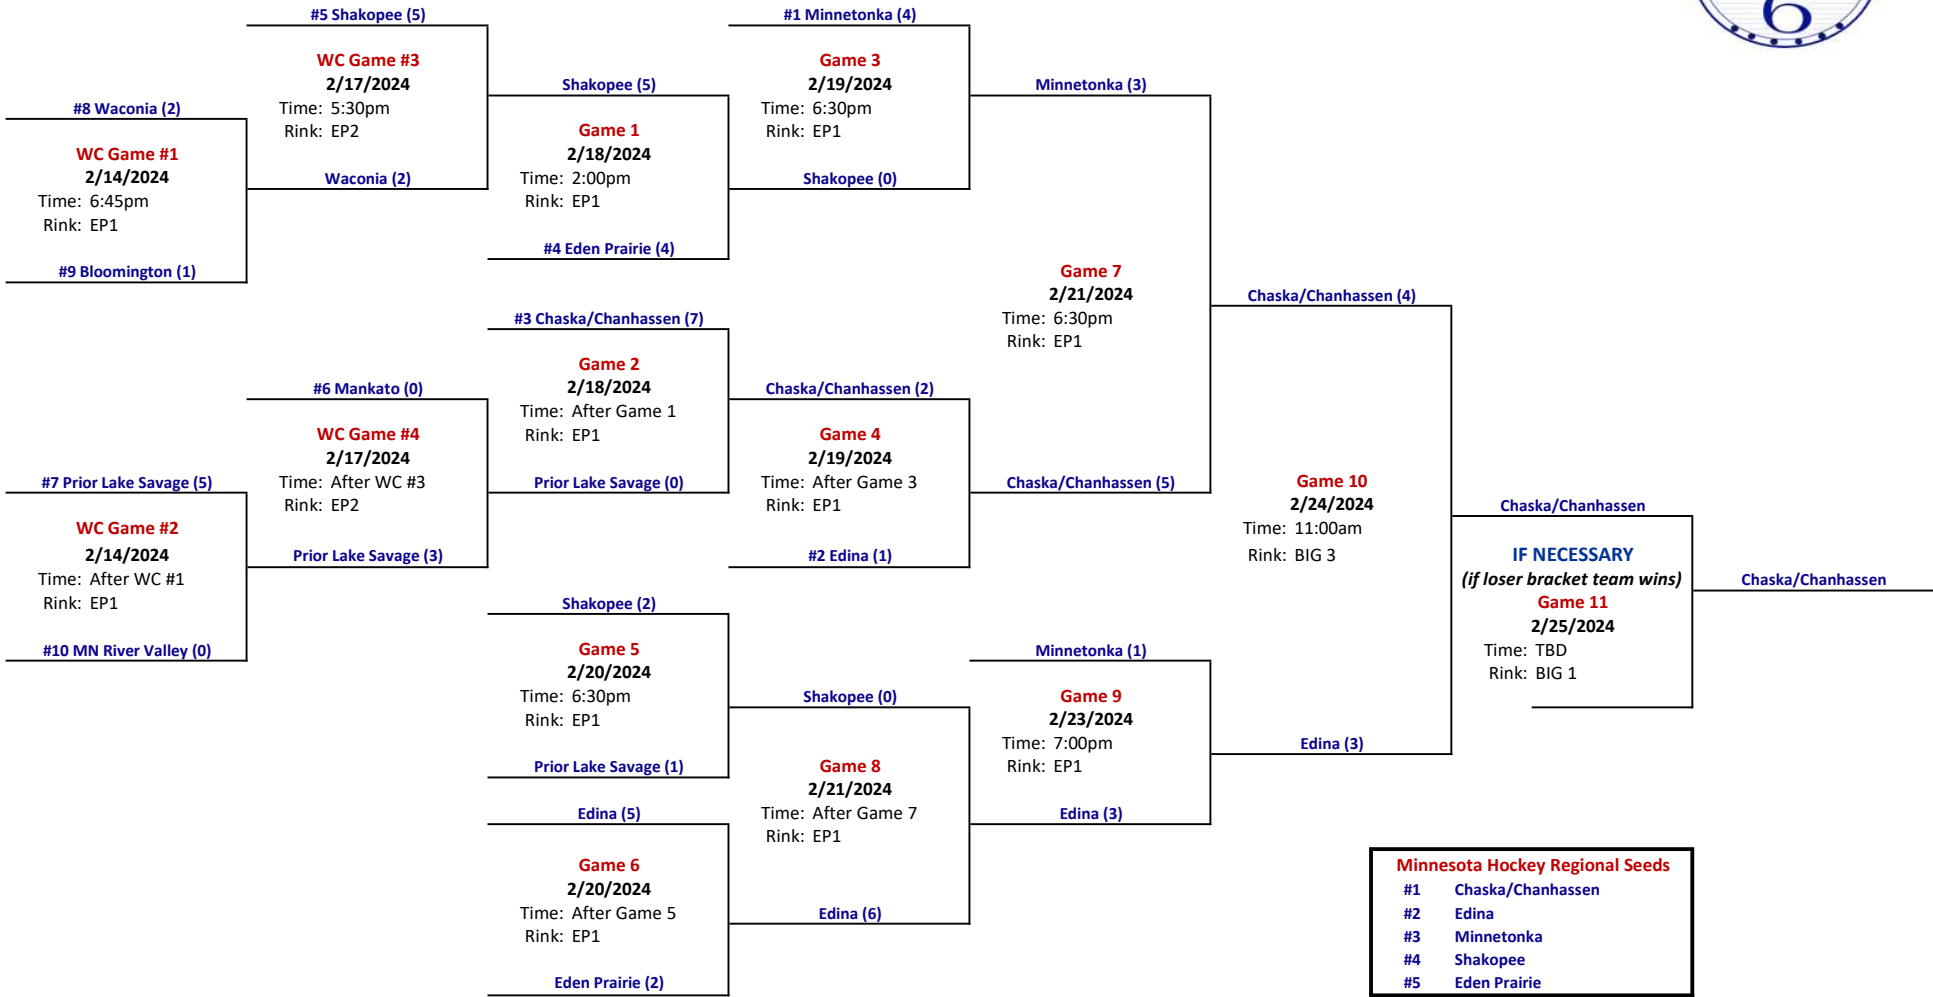 #5 Shakopee (5)
WC Game #3
2/17/2024
Time: 5:30pm
Rink: EP2
#8 Waconia (2)
WC Game #1
2/14/2024
Time: 6:45pm
Rink: EP1
Waconia (2)
#9 Bloomington (1)
#1 Minnetonka (4)
Game 3
2/19/2024
Time: 6:30pm
Rink: EP1
Shakopee (5)
Game 1
2/18/2024
Time: 2:00pm
Rink: EP1
Shakopee (0)
#4 Eden Prairie (4)
Minnetonka (3)
6
Game 7
2/21/2024
Time: 6:30pm
Rink: EP1
Chaska/Chanhassen (4)
#3 Chaska/Chanhassen (7)
Game 2
2/18/2024
Time: After Game 1
Rink: EP1
#6 Mankato (0)
WC Game #4
2/17/2024
Time: After WC #3
Rink: EP2
Chaska/Chanhassen (2)
Game 4
2/19/2024
Time: After Game 3
Rink: EP1
#7 Prior Lake Savage (5)
WC Game #2
2/14/2024
Time: After WC #1
Rink: EP1
Prior Lake Savage (0)
Chaska/Chanhassen (5)
Prior Lake Savage (3)
#2 Edina (1)
#10 MN River Valley (0)
Game 10
2/24/2024
Time: 11:00am
Rink: BIG 3
Chaska/Chanhassen
IF NECESSARY
(if loser bracket team wins)
Game 11
2/25/2024
Time: TBD
Rink: BIG 1
Chaska/Chanhassen
Shakopee (2)
Game 5
2/20/2024
Time: 6:30pm
Rink: EP1
Prior Lake Savage (1)
Shakopee (0)
Game 8
2/21/2024
Time: After Game 7
Rink: EP1
Minnetonka (1)
Game 9
2/23/2024
Time: 7:00pm
Rink: EP1
Edina (3)
Edina (3)
Edina (5)
Game 6
2/20/2024
Time: After Game 5
Rink: EP1
Edina (6)
Eden Prairie (2)
Minnesota Hockey Regional Seeds
#1 Chaska/Chanhassen
#2 Edina
#3 Minnetonka
#4 Shakopee
#5 Eden Prairie